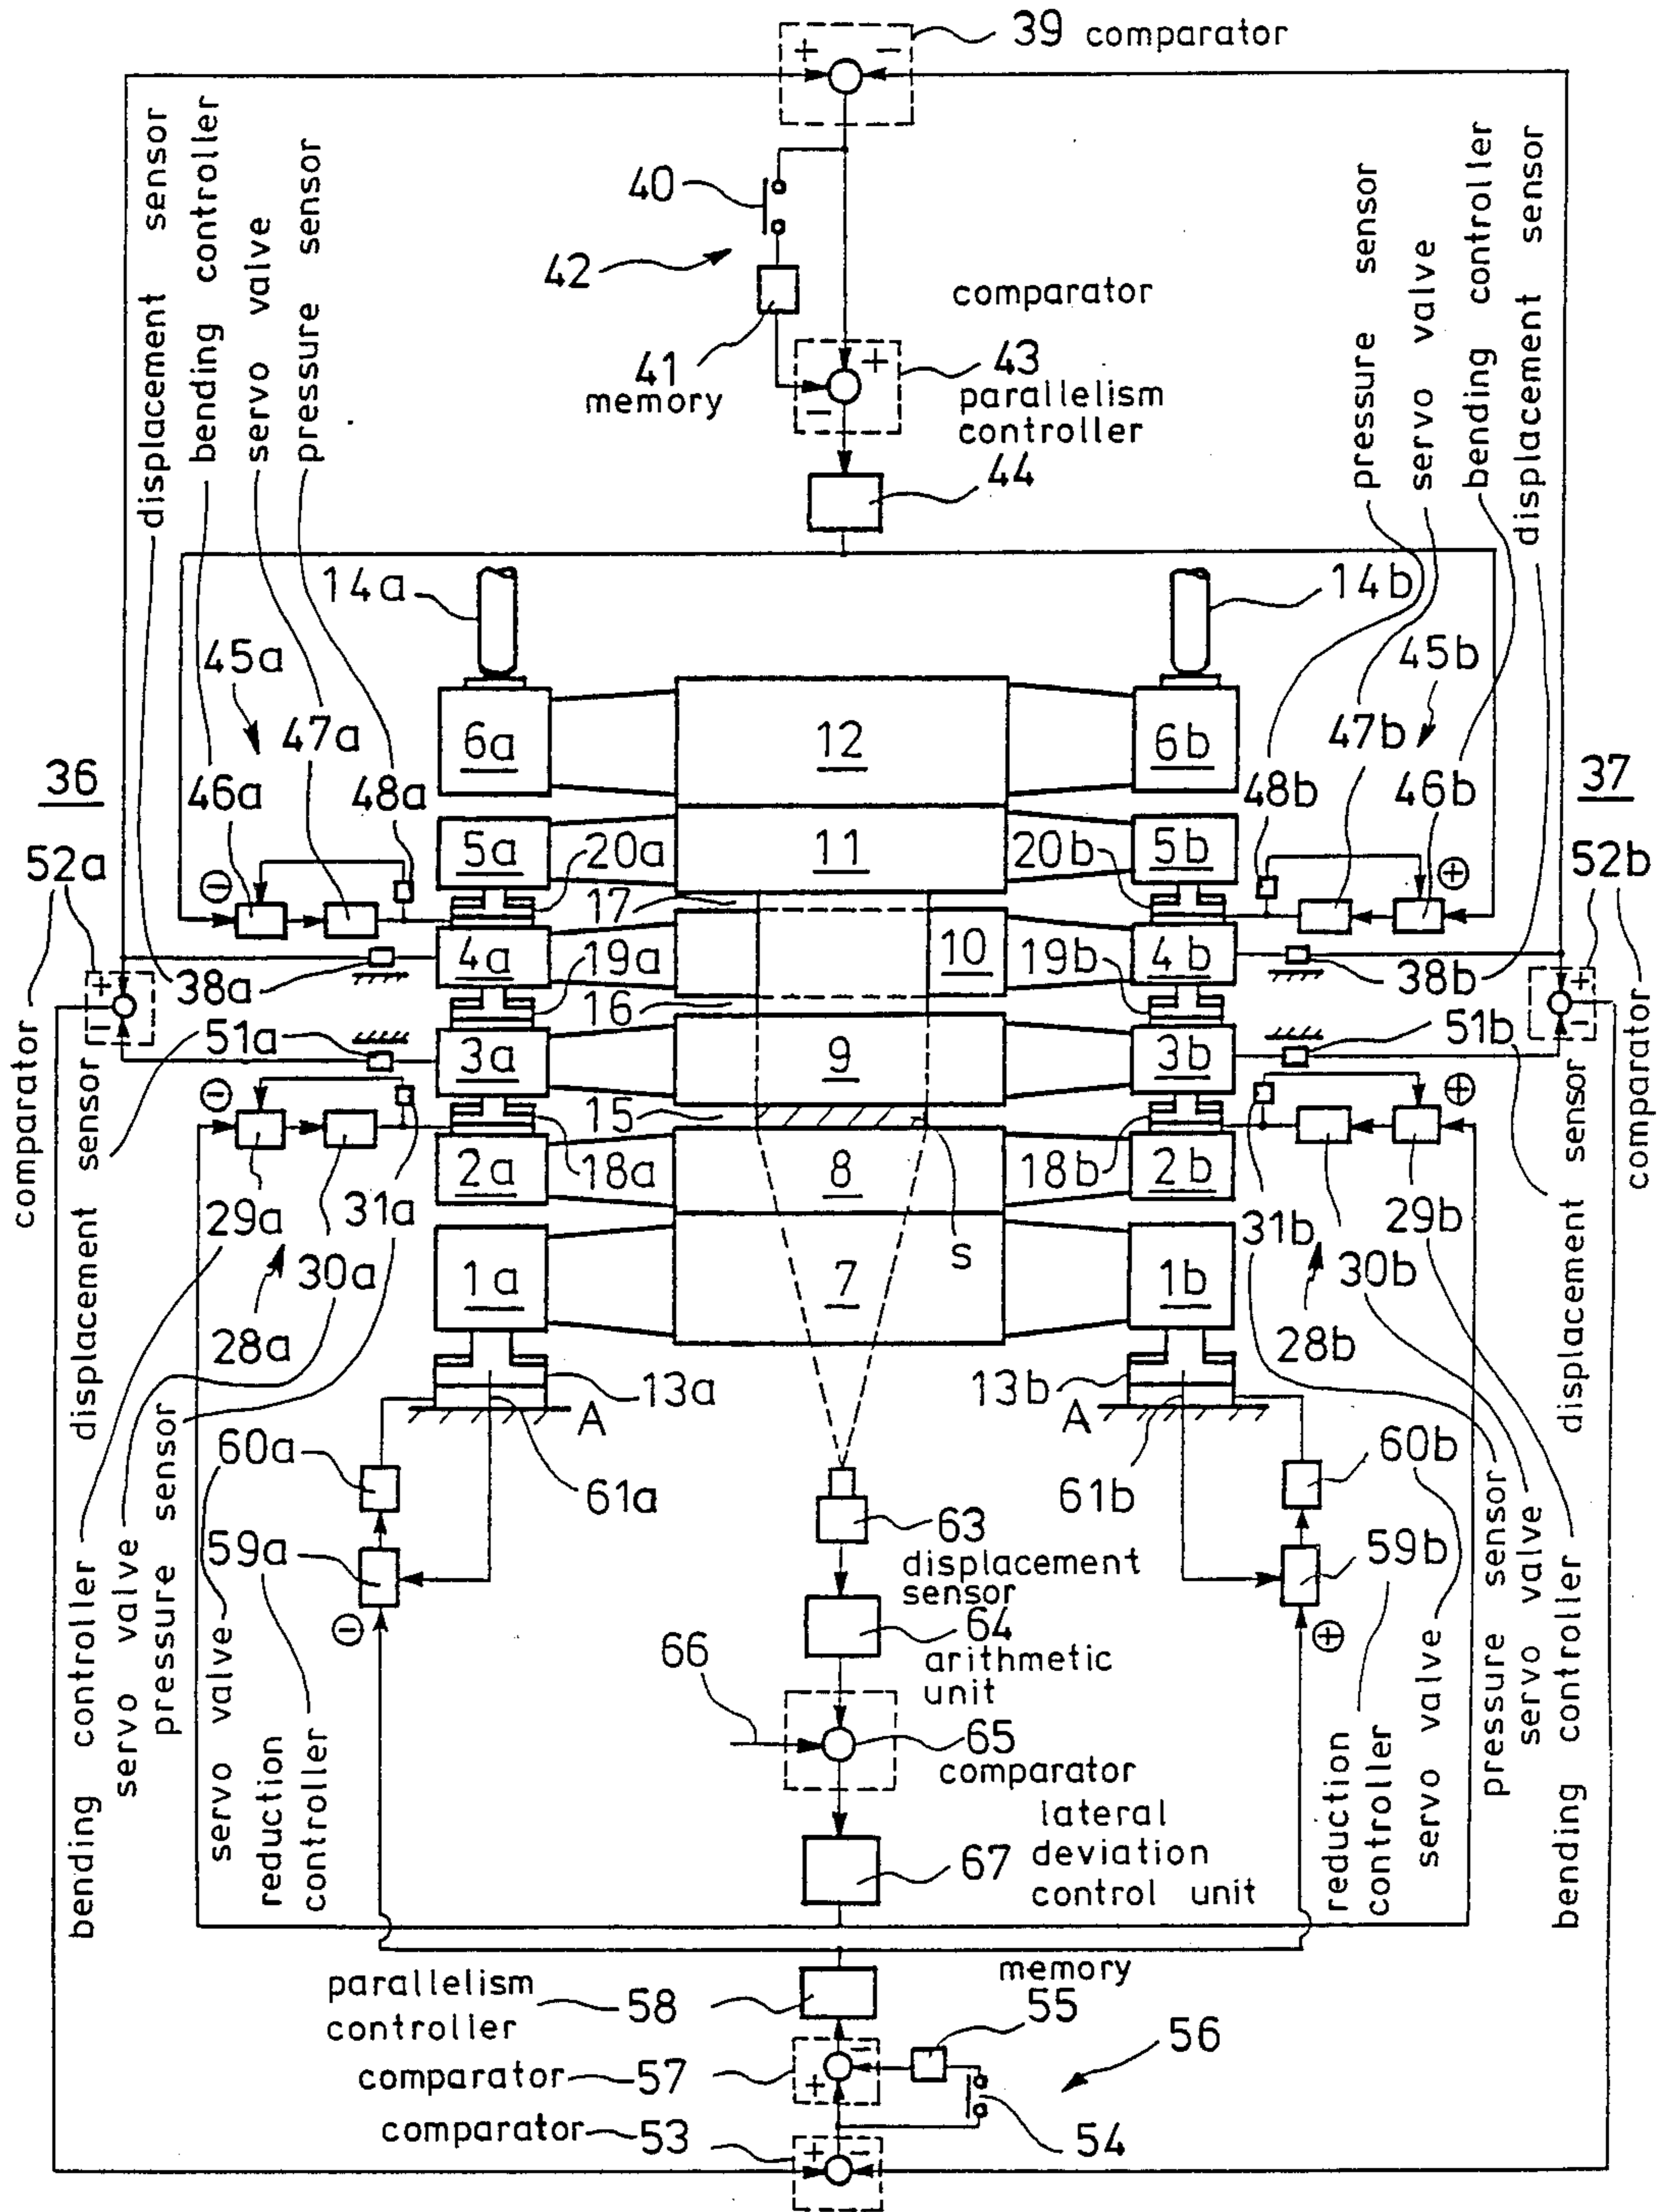 39 comparator
+ −
displacement sensor
bending controller
servo valve
pressure sensor
40
42
41
memory
comparator
+
−
43
parallelism
controller
44
pressure sensor
servo valve
bending controller
displacement sensor
14a
14b
45a
45b
47a
47b
6a
12
6b
36
46a
48a
48b
46b
37
52a
5a
20a
11
20b
5b
52b
⊖
17
⊕
4a
19a
10
19b
4b
38a
38b
+
−
16
+
−
51a
51b
3a
9
3b
⊖
15
⊕
comparator
displacement sensor
displacement sensor
comparator
2a
18a
8
18b
2b
29a
31a
31b
29b
S
30a
30b
1a
7
1b
28a
28b
13a
13b
A
A
60a
61a
61b
60b
63
displacement
sensor
59a
59b
⊖
⊕
64
arithmetic
unit
66
65
comparator
bending controller
servo valve
pressure sensor
servo valve
reduction
controller
reduction
controller
servo valve
pressure sensor
servo valve
bending controller
67
lateral
deviation
control unit
memory
parallelism
controller
58
55
56
comparator
57
−
+
54
comparator
53
+ −